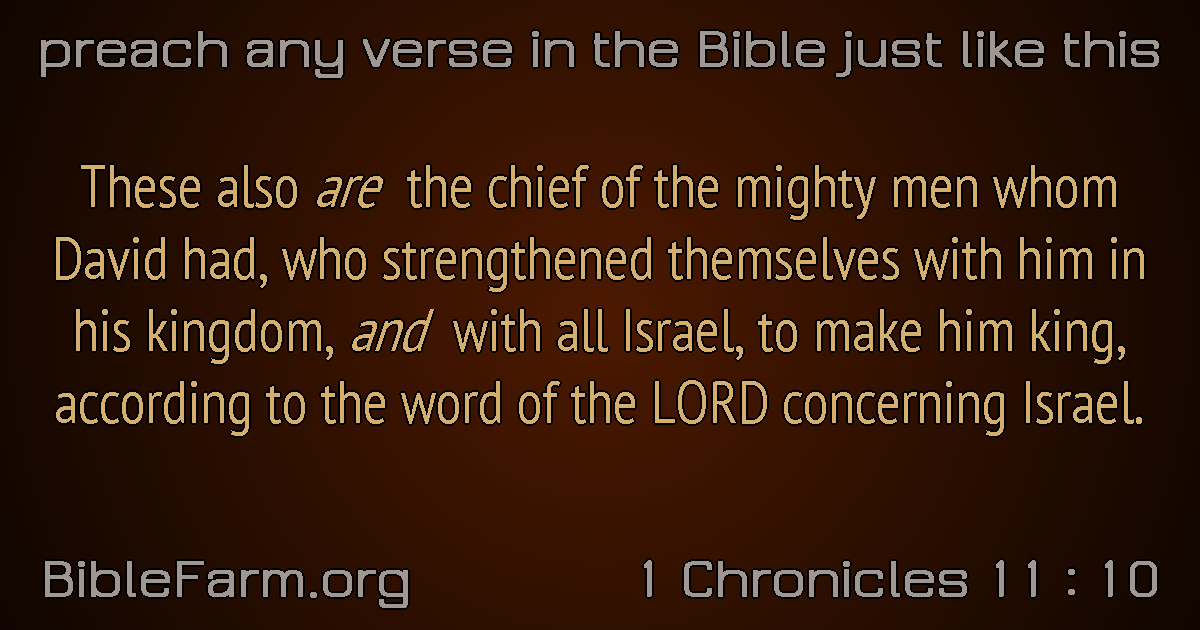 preach any verse in the Bible just like this
These also are the chief of the mighty men whom
David had, who strengthened themselves with him in
his kingdom, and with all Israel, to make him king,
according to the word of the LORD concerning Israel.
BibleFarm.org
1 Chronicles 11 : 10